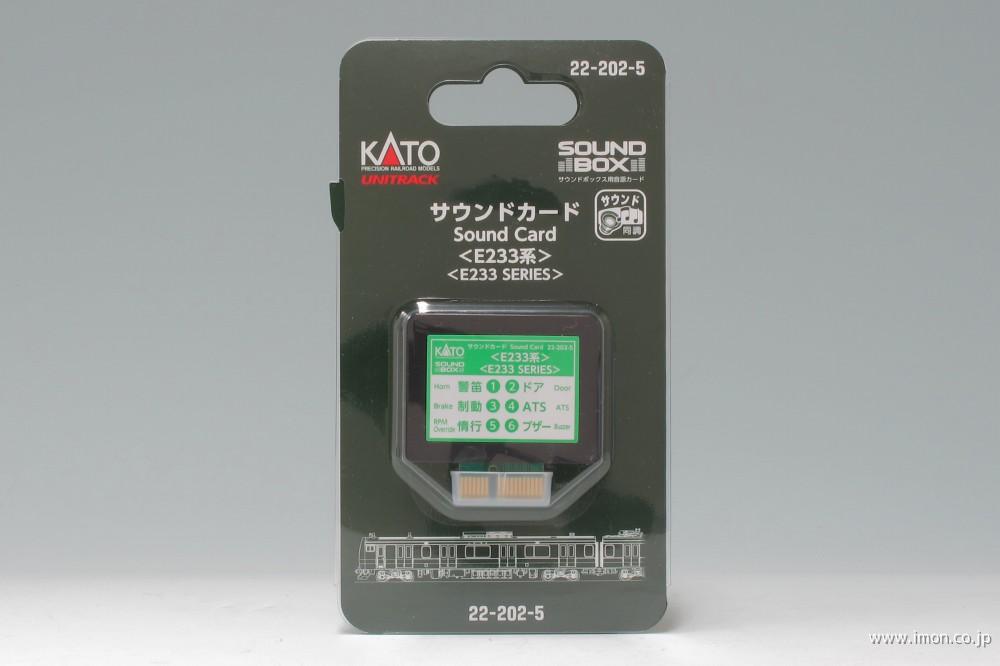 22-202-5
KATO
PRECISION RAILROAD MODELS
UNITRACK
SOUND
BOX
サウンドボックス用音源カード
サウンド
同調
サウンドカード
Sound Card
<E233系>
<E233 SERIES>
KATO サウンドカード Sound Card 22-202-5
SOUND BOX
<E233系>
<E233 SERIES>
Horn 警笛 1 2 ドア Door
Brake 制動 3 4 ATS ATS
RPM Override 惰行 5 6 ブザー Buzzer
22-202-5
www.imon.co.jp